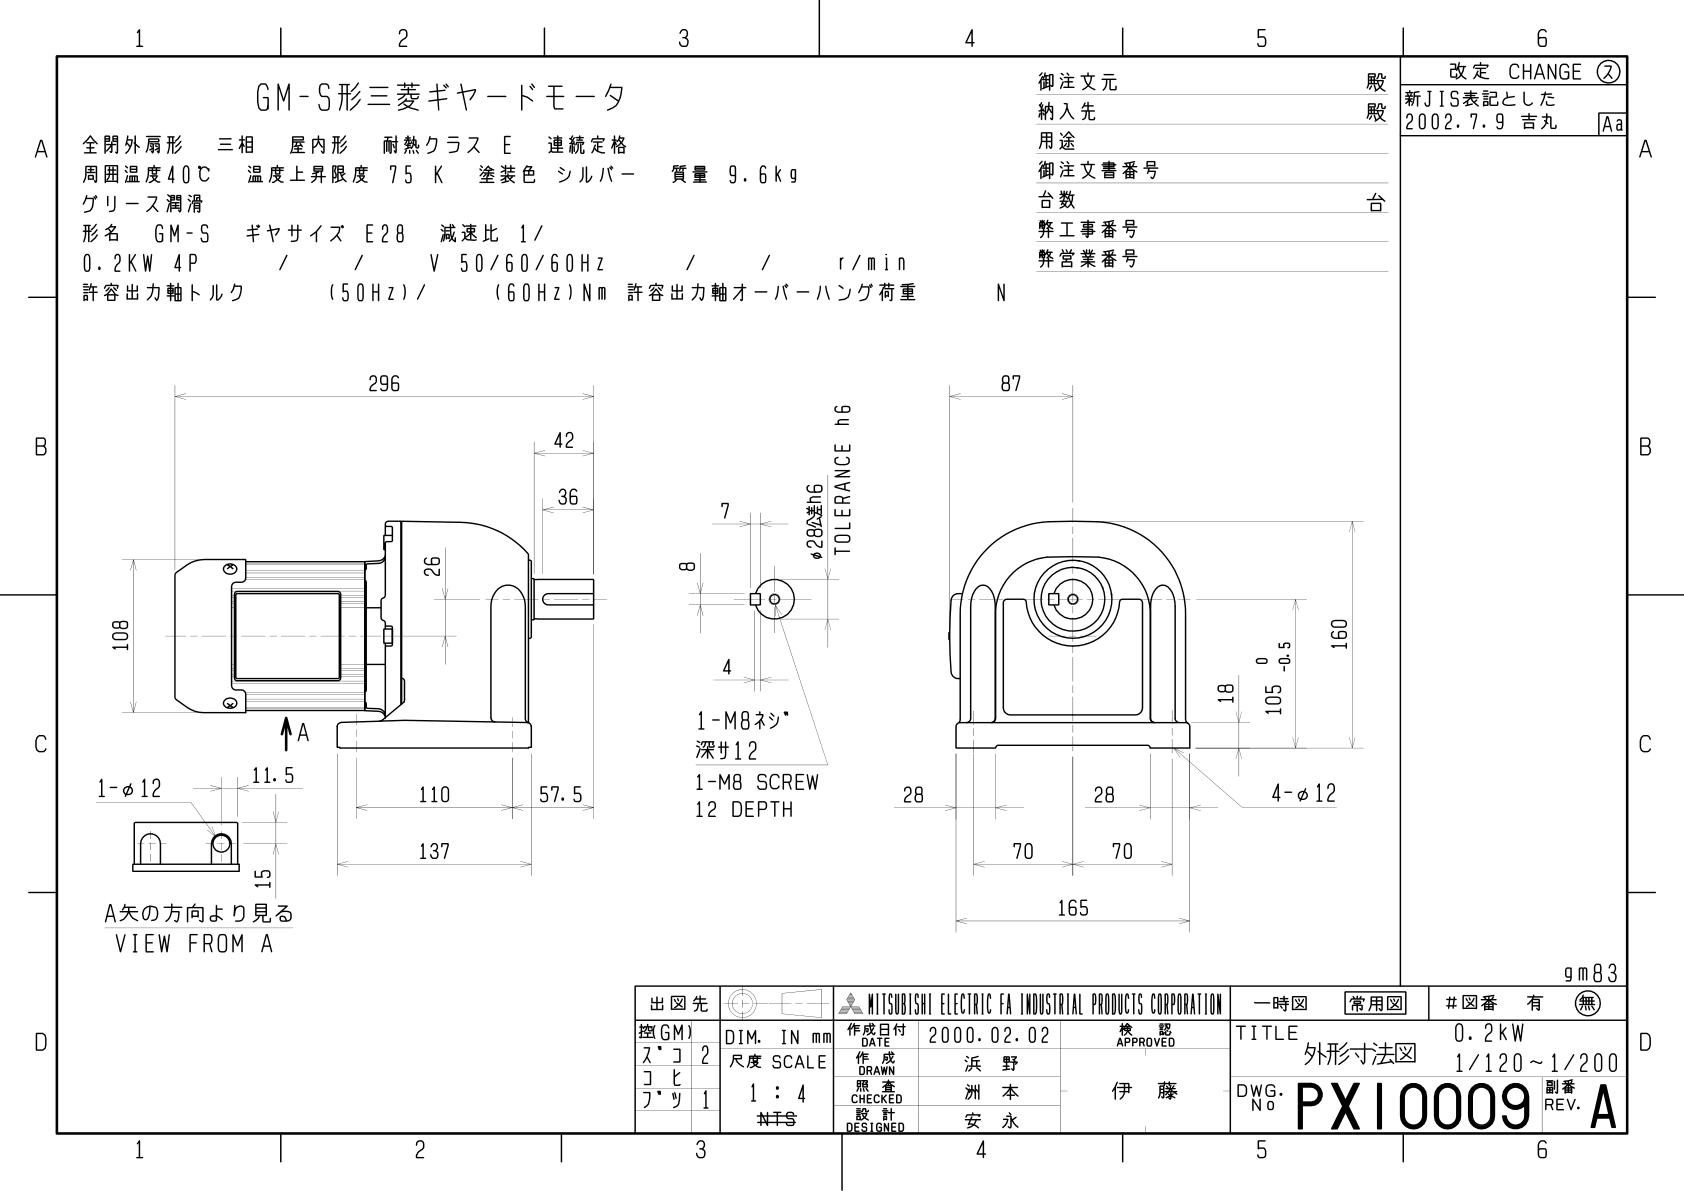 1 2 3 4 5 6
GM-S形三菱ギヤードモータ
全閉外扇形 三相 屋内形 耐熱クラス E 連続定格
周囲温度40℃ 温度上昇限度 75 K 塗装色 シルバー 質量 9.6kg
グリース潤滑
形名 GM-S ギヤサイズ E28 減速比 1/
0.2KW 4P / / V 50/60/60Hz / / r/min
許容出力軸トルク (50Hz)/ (60Hz)Nm 許容出力軸オーバーハング荷重 N
御注文元 殿
納入先 殿
用途
御注文書番号
台数 台
弊工事番号
弊営業番号
改定 CHANGE ス
新JIS表記とした
2002.7.9 吉丸 Aa
A A
B B
C C
D D
296
42
36
26
108
A
110
57.5
137
1-φ12
11.5
15
A矢の方向より見る
VIEW FROM A
7
8
4
φ28公差h6
TOLERANCE h6
1-M8ネジ
深サ12
1-M8 SCREW
12 DEPTH
87
160
18
105 0 -0.5
28 28
4-φ12
70 70
165
gm83
出図先
控(GM)
ズコ 2
コヒ
ブツ 1
DIM. IN mm
尺度 SCALE
1 : 4
NTS
MITSUBISHI ELECTRIC FA INDUSTRIAL PRODUCTS CORPORATION
作成日付
DATE
2000.02.02
検 認
APPROVED
作 成
DRAWN
浜 野
照 査
CHECKED
洲 本
設 計
DESIGNED
安 永
伊 藤
一時図 常用図 #図番 有 無
TITLE
外形寸法図
0.2kW
1/120~1/200
DWG.
No
PX10009
副番
REV.
A
1 2 3 4 5 6